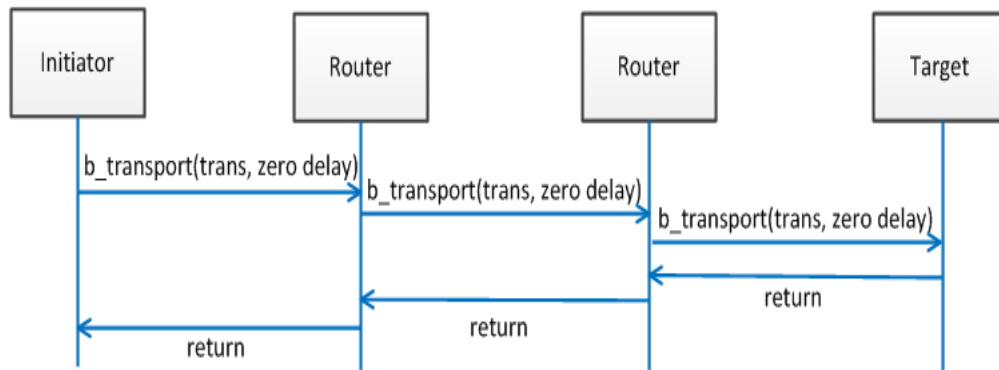 Initiator
Router
Router
Target
b_transport(trans, zero delay)
b_transport(trans, zero delay)
b_transport(trans, zero delay)
return
return
return